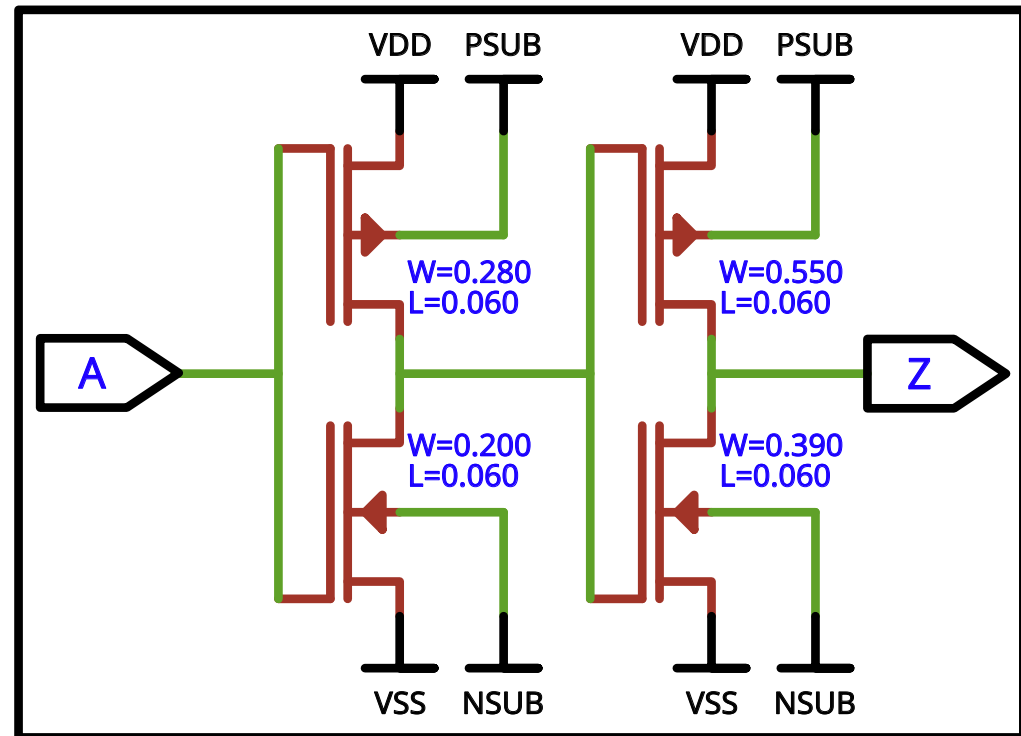 VDD PSUB VDD PSUB
W=0.280
L=0.060
W=0.550
L=0.060
A
Z
W=0.200
L=0.060
W=0.390
L=0.060
VSS NSUB VSS NSUB